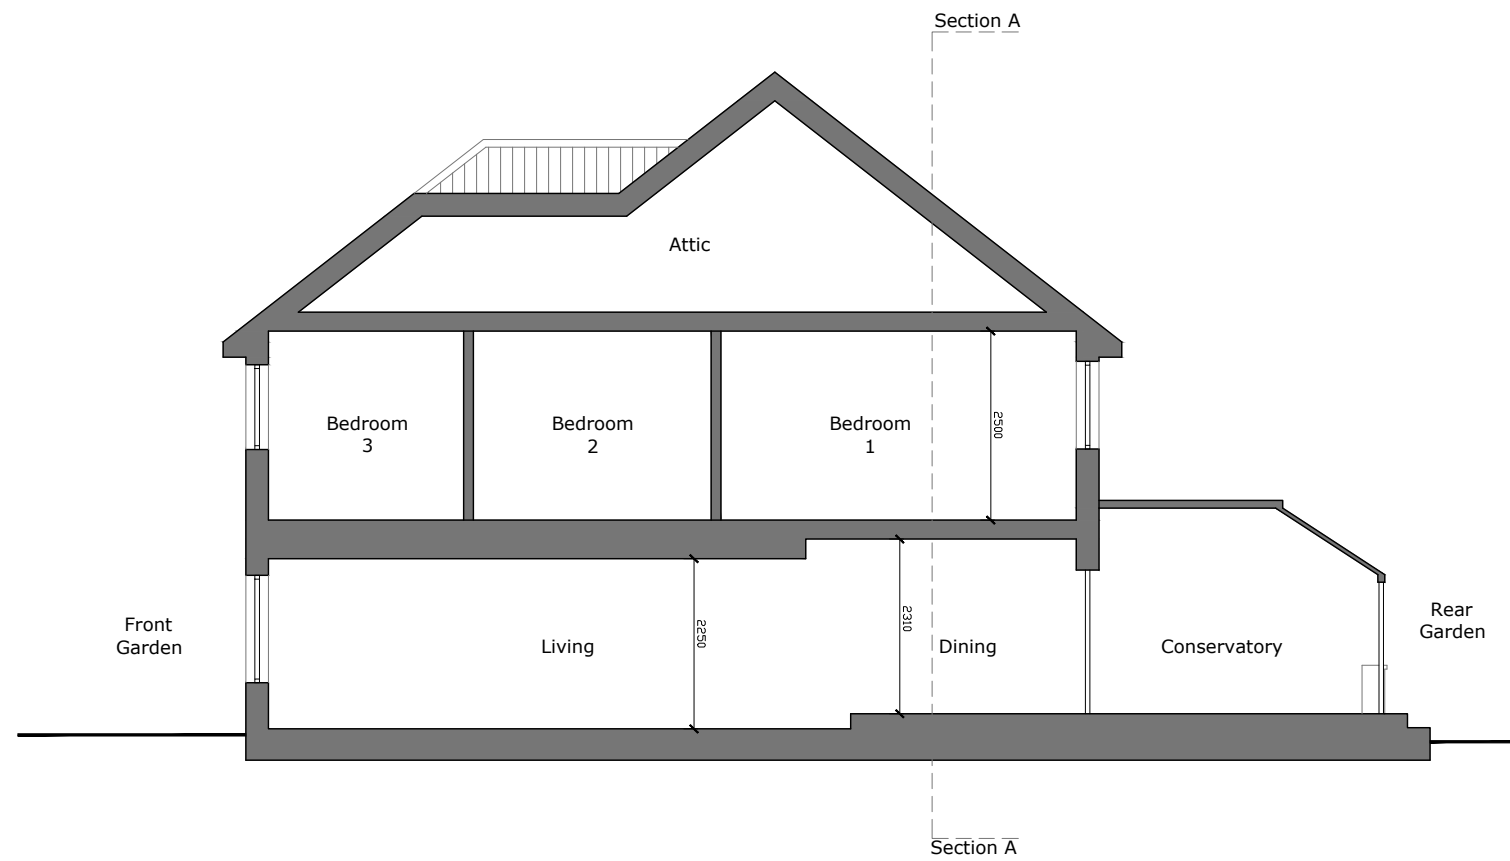 Section A
Attic
Bedroom
3
Bedroom
2
Bedroom
1
2500
Front
Garden
Living
2250
2310
Dining
Conservatory
Rear
Garden
Section A